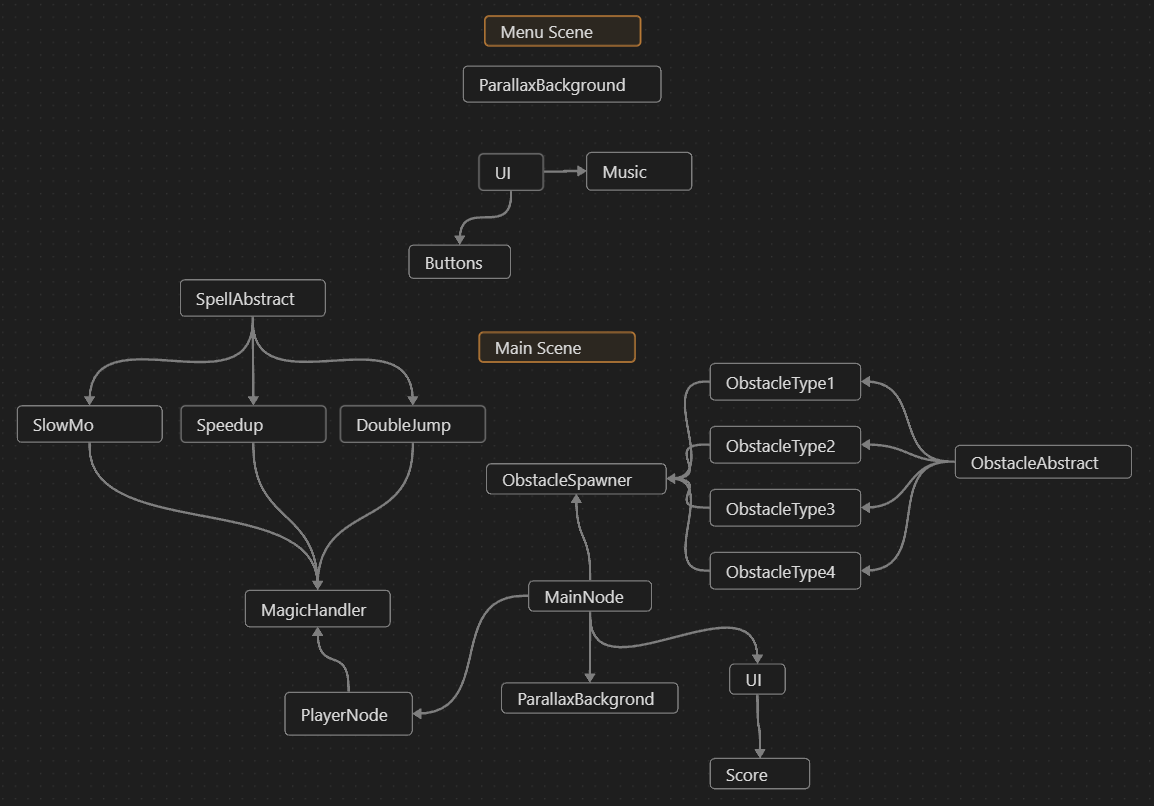 Menu Scene
ParallaxBackground
UI
Music
Buttons
SpellAbstract
Main Scene
SlowMo
Speedup
DoubleJump
ObstacleType1
ObstacleType2
ObstacleAbstract
ObstacleSpawner
ObstacleType3
ObstacleType4
MagicHandler
MainNode
UI
ParallaxBackgrond
PlayerNode
Score